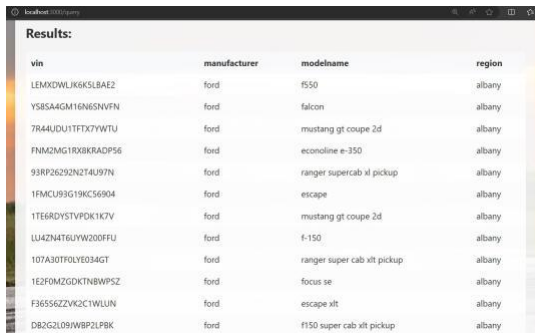 localhost:3000/query
Results:
vin manufacturer modelname region
LEMXDWLJK6K5LBAE2 ford f550 albany
YS8SA4GM16N6SNVFN ford falcon albany
7R44UDU1TFTX7YWTU ford mustang gt coupe 2d albany
FNM2MG1RX8KRADP56 ford econoline e-350 albany
93RP26292N2T4U97N ford ranger supercab xl pickup albany
1FMCU93G19KC56904 ford escape albany
1TE6RDYSTVPDK1K7V ford mustang gt coupe 2d albany
LU4ZN4T6UYW200FFU ford f-150 albany
107A30TF0LYE034GT ford ranger super cab xlt pickup albany
1E2F0MZGDKTNBWPSZ ford focus se albany
F365S6ZZVK2C1WLUN ford escape xlt albany
DB2G2L09JWBP2LPBK ford f150 super cab xlt pickup albany